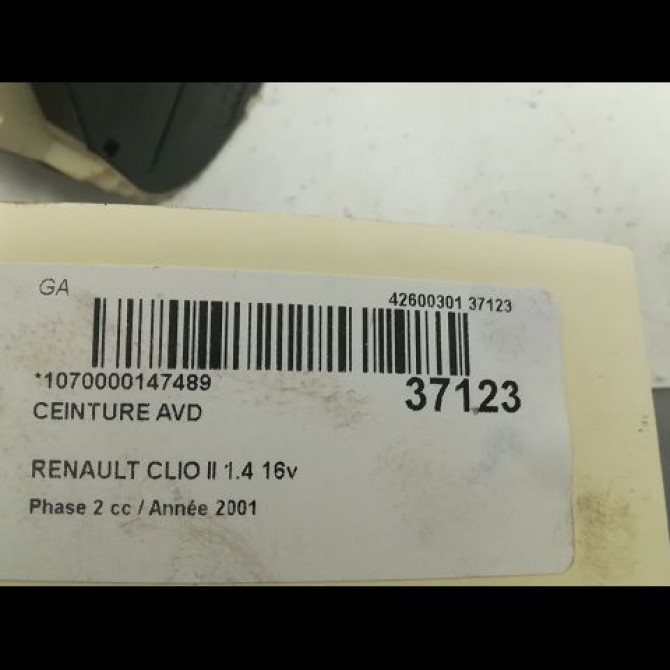 GA
42600301 37123
*1070000147489
37123
CEINTURE AVD
RENAULT CLIO II 1.4 16v
Phase 2 cc / Année 2001